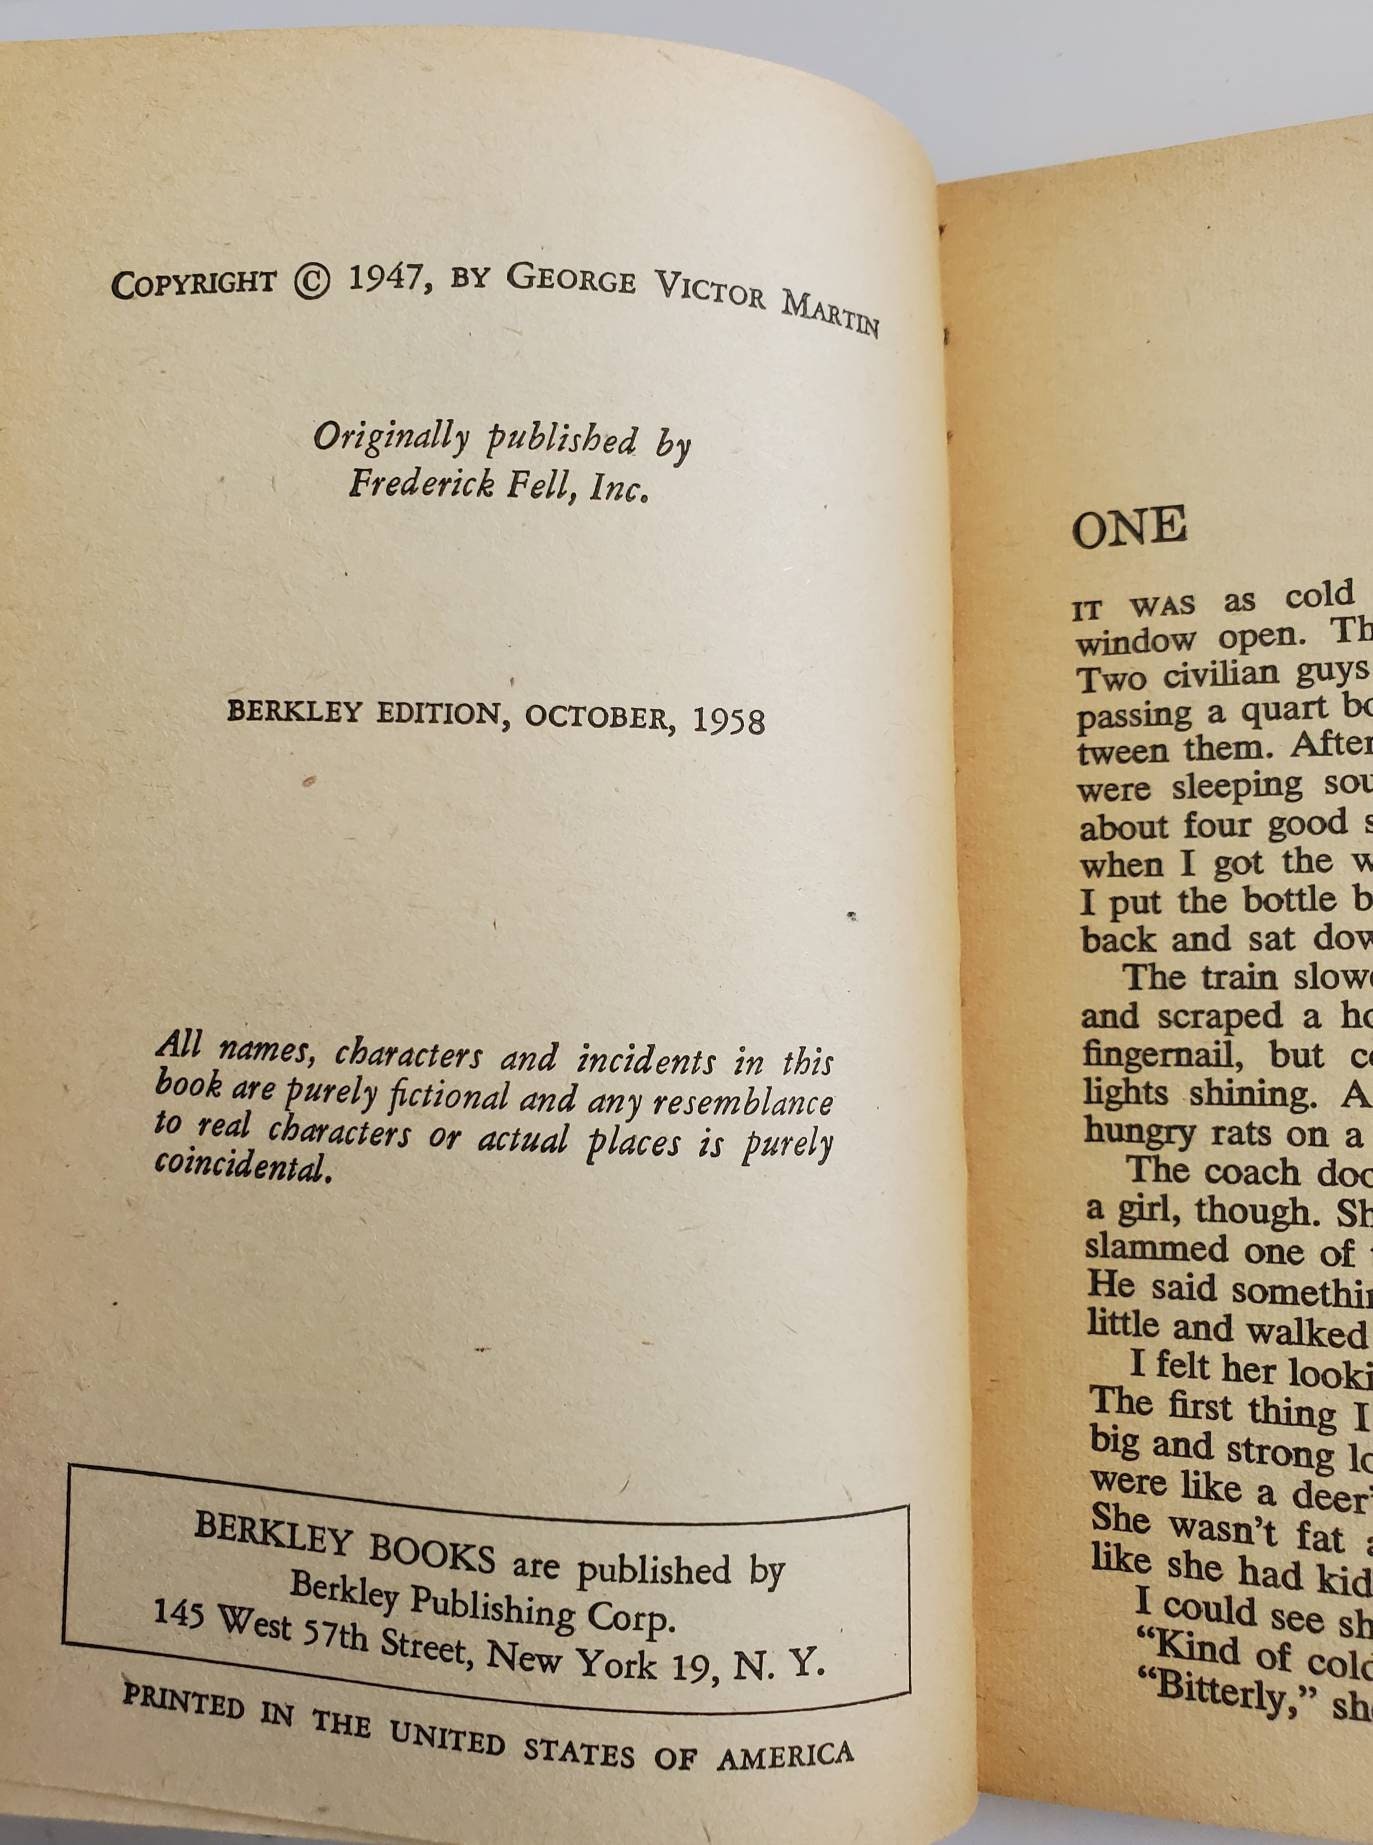 COPYRIGHT © 1947, BY GEORGE VICTOR MARTIN
Originally published by
Frederick Fell, Inc.
BERKLEY EDITION, OCTOBER, 1958
All names, characters and incidents in this
book are purely fictional and any resemblance
to real characters or actual places is purely
coincidental.
BERKLEY BOOKS are published by
Berkley Publishing Corp.
145 West 57th Street, New York 19, N. Y.
PRINTED IN THE UNITED STATES OF AMERICA
ONE
IT WAS as cold
window open.
Two civilian guys
passing a quart
tween them. After
were sleeping
about four good
when I got the
I put the bottle
back and sat
The train
and scraped a
fingernail, but
lights shining. A
hungry rats on a
The coach
a girl, though.
slammed one of
He said
little and walked
I felt her
The first thing I
big and strong
were like a
She wasn't fat
like she had
I could see
“Kind of
“Bitterly,”